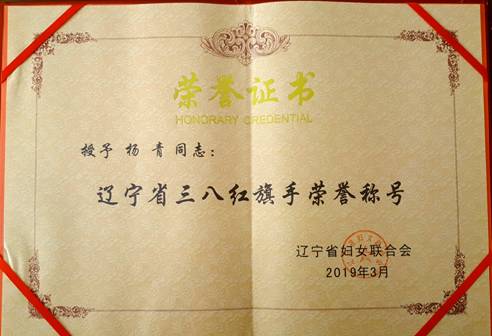 荣誉证书
HONORARY CREDENTIAL
授予 杨 青 同志：
辽宁省三八红旗手荣誉称号
辽宁省妇女联合会
2019年3月